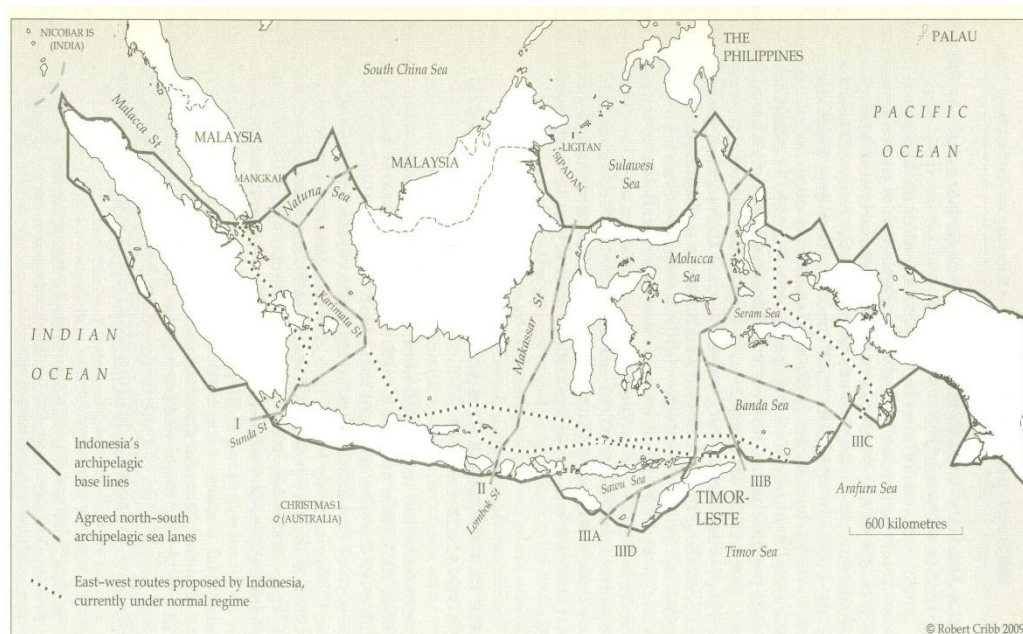 NICOBAR IS
(INDIA)
THE
PHILIPPINES
PALAU
South China Sea
Malacca St
PACIFIC
OCEAN
MALAYSIA
MALAYSIA
LIGITAN
SIPADAN
Sulawesi
Sea
MANGKAI
Natuna
Sea
Molucca
Sea
Karimata St
Makassar St
Seram Sea
INDIAN
OCEAN
Banda Sea
I
Sunda St
IIIC
Indonesia's
archipelagic
base lines
II
Lombok St
Sawu Sea
IIIB
Arafura Sea
CHRISTMAS I.
(AUSTRALIA)
TIMOR-
LESTE
600 kilometres
Agreed north–south
archipelagic sea lanes
IIIA
IIID
Timor Sea
East–west routes proposed by Indonesia,
currently under normal regime
© Robert Cribb 2009